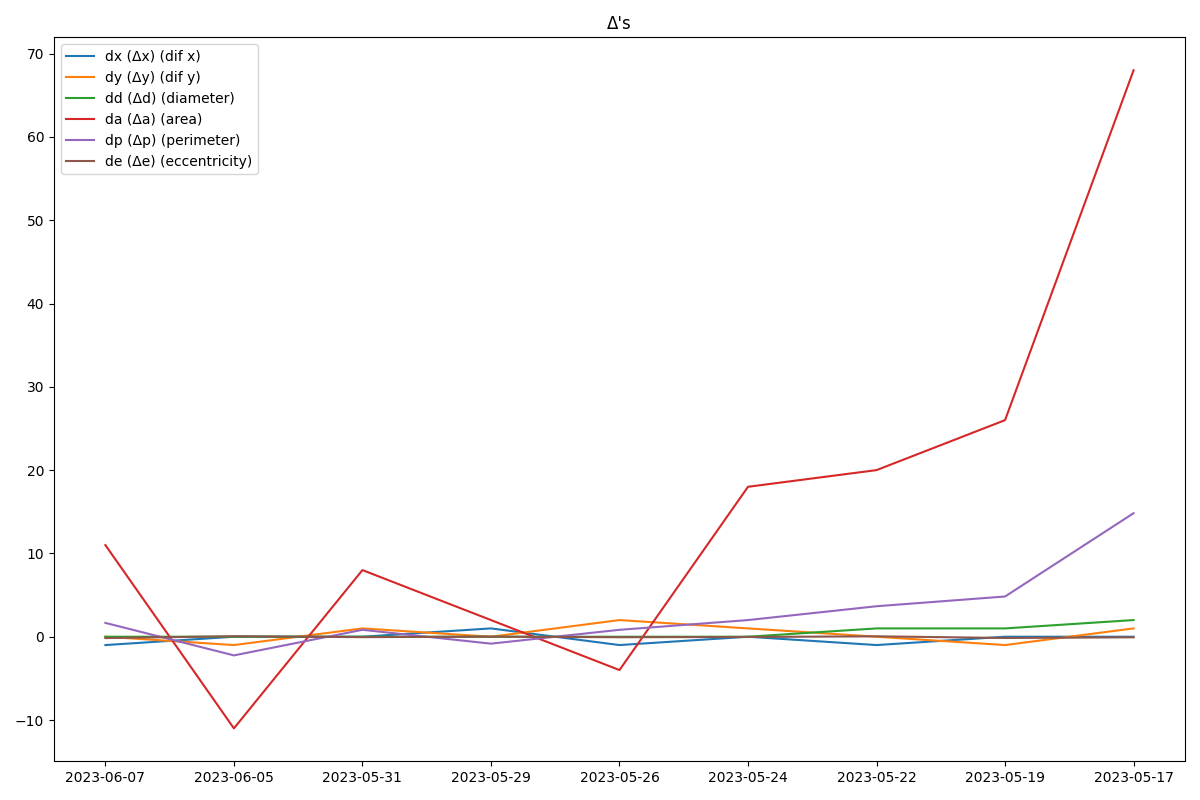 Δ's
dx (Δx) (dif x)
dy (Δy) (dif y)
dd (Δd) (diameter)
da (Δa) (area)
dp (Δp) (perimeter)
de (Δe) (eccentricity)
70
60
50
40
30
20
10
0
−10
2023-06-07 2023-06-05 2023-05-31 2023-05-29 2023-05-26 2023-05-24 2023-05-22 2023-05-19 2023-05-17